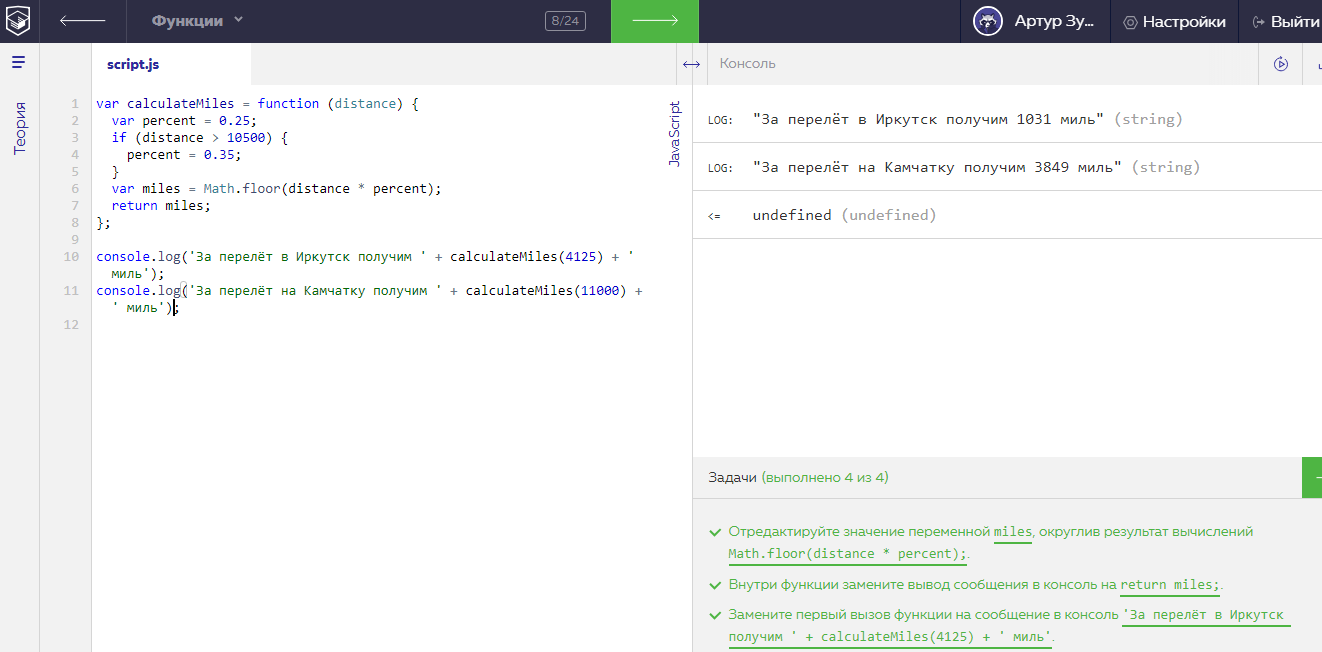 Функции
8/24
Артур Зу...
Настройки
Выйти
Теория
script.js
JavaScript
1 var calculateMiles = function (distance) {
2 var percent = 0.25;
3 if (distance > 10500) {
4 percent = 0.35;
5 }
6 var miles = Math.floor(distance * percent);
7 return miles;
8 };
9
10 console.log('За перелёт в Иркутск получим ' + calculateMiles(4125) + '
миль');
11 console.log('За перелёт на Камчатку получим ' + calculateMiles(11000) +
' миль');
12
Консоль
LOG: "За перелёт в Иркутск получим 1031 миль" (string)
LOG: "За перелёт на Камчатку получим 3849 миль" (string)
<= undefined (undefined)
Задачи (выполнено 4 из 4)
Отредактируйте значение переменной miles, округлив результат вычислений
Math.floor(distance * percent);.
Внутри функции замените вывод сообщения в консоль на return miles;.
Замените первый вызов функции на сообщение в консоль 'За перелёт в Иркутск
получим ' + calculateMiles(4125) + ' миль'.